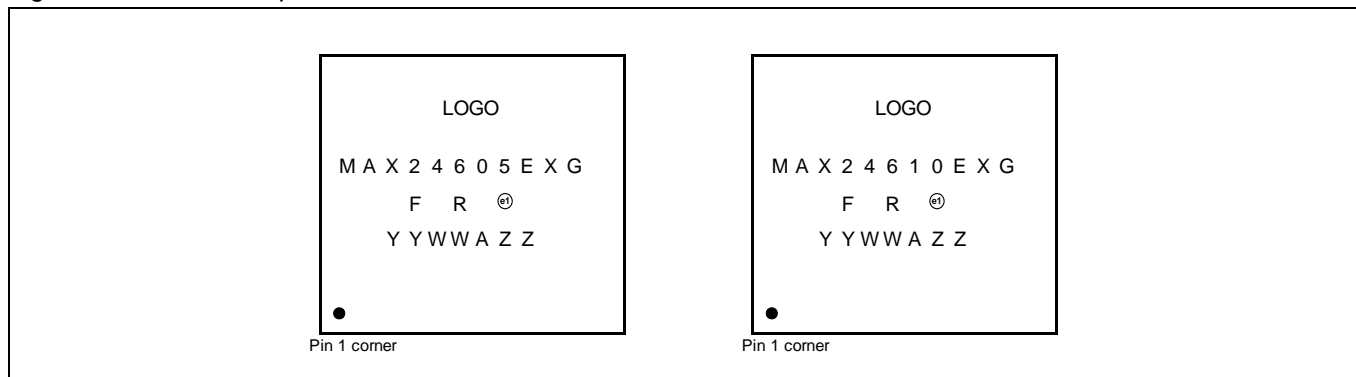 LOGO
MAX24605EXG
F R e1
YYWWAZZ
Pin 1 corner
LOGO
MAX24610EXG
F R e1
YYWWAZZ
Pin 1 corner